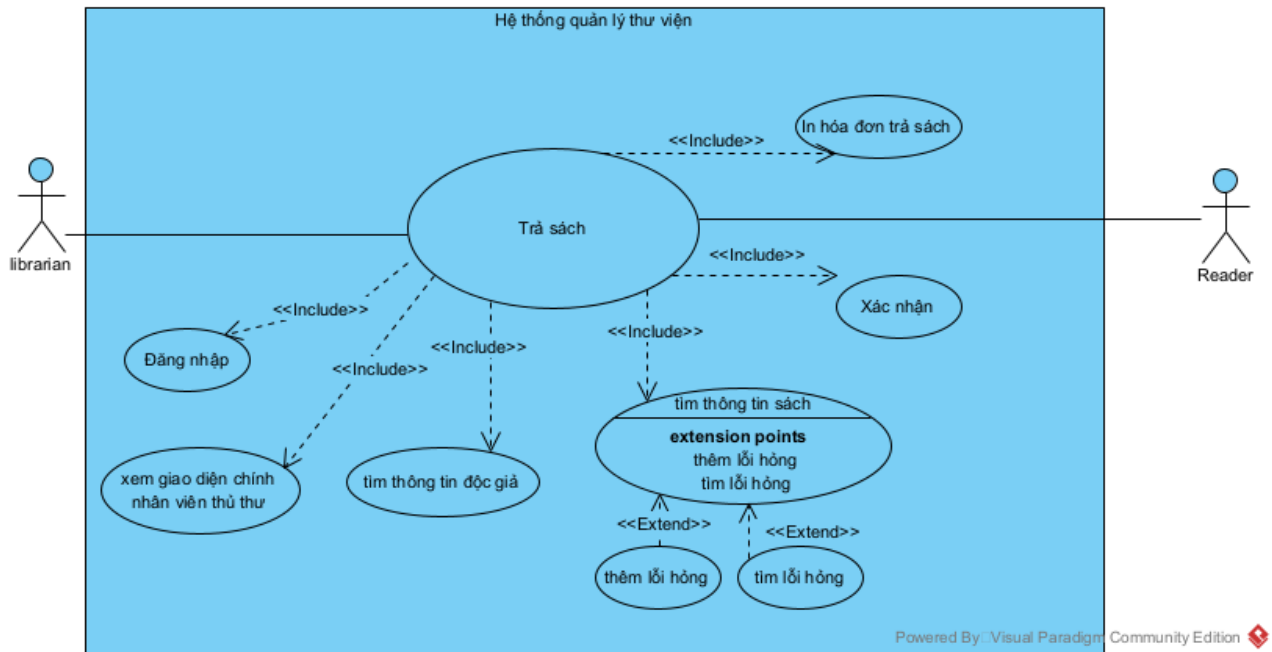 Hệ thống quản lý thư viện
In hóa đơn trả sách
<<Include>>
Trả sách
librarian
Reader
<<Include>>
<<Include>>
Xác nhận
<<Include>>
<<Include>>
Đăng nhập
<<Include>>
tìm thông tin sách
extension points
thêm lỗi hỏng
tìm lỗi hỏng
xem giao diện chính
nhân viên thủ thư
tìm thông tin độc giả
<<Extend>>
<<Extend>>
thêm lỗi hỏng
tìm lỗi hỏng
Powered By Visual Paradigm Community Edition